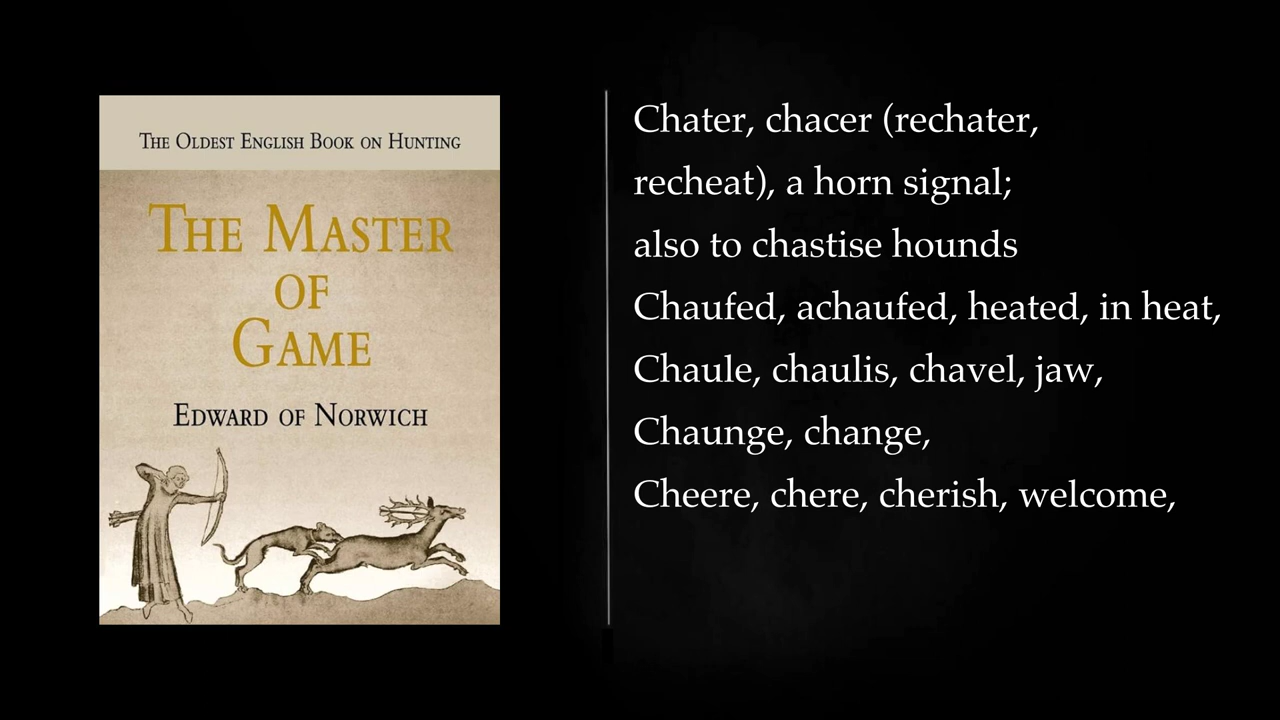 The Oldest English Book on Hunting
The Master
of
Game
Edward of Norwich
Chater, chacer (rechater,
recheat), a horn signal;
also to chastise hounds
Chaufed, achaufed, heated, in heat,
Chaule, chaulis, chavel, jaw,
Chaunge, change,
Cheere, chere, cherish, welcome,